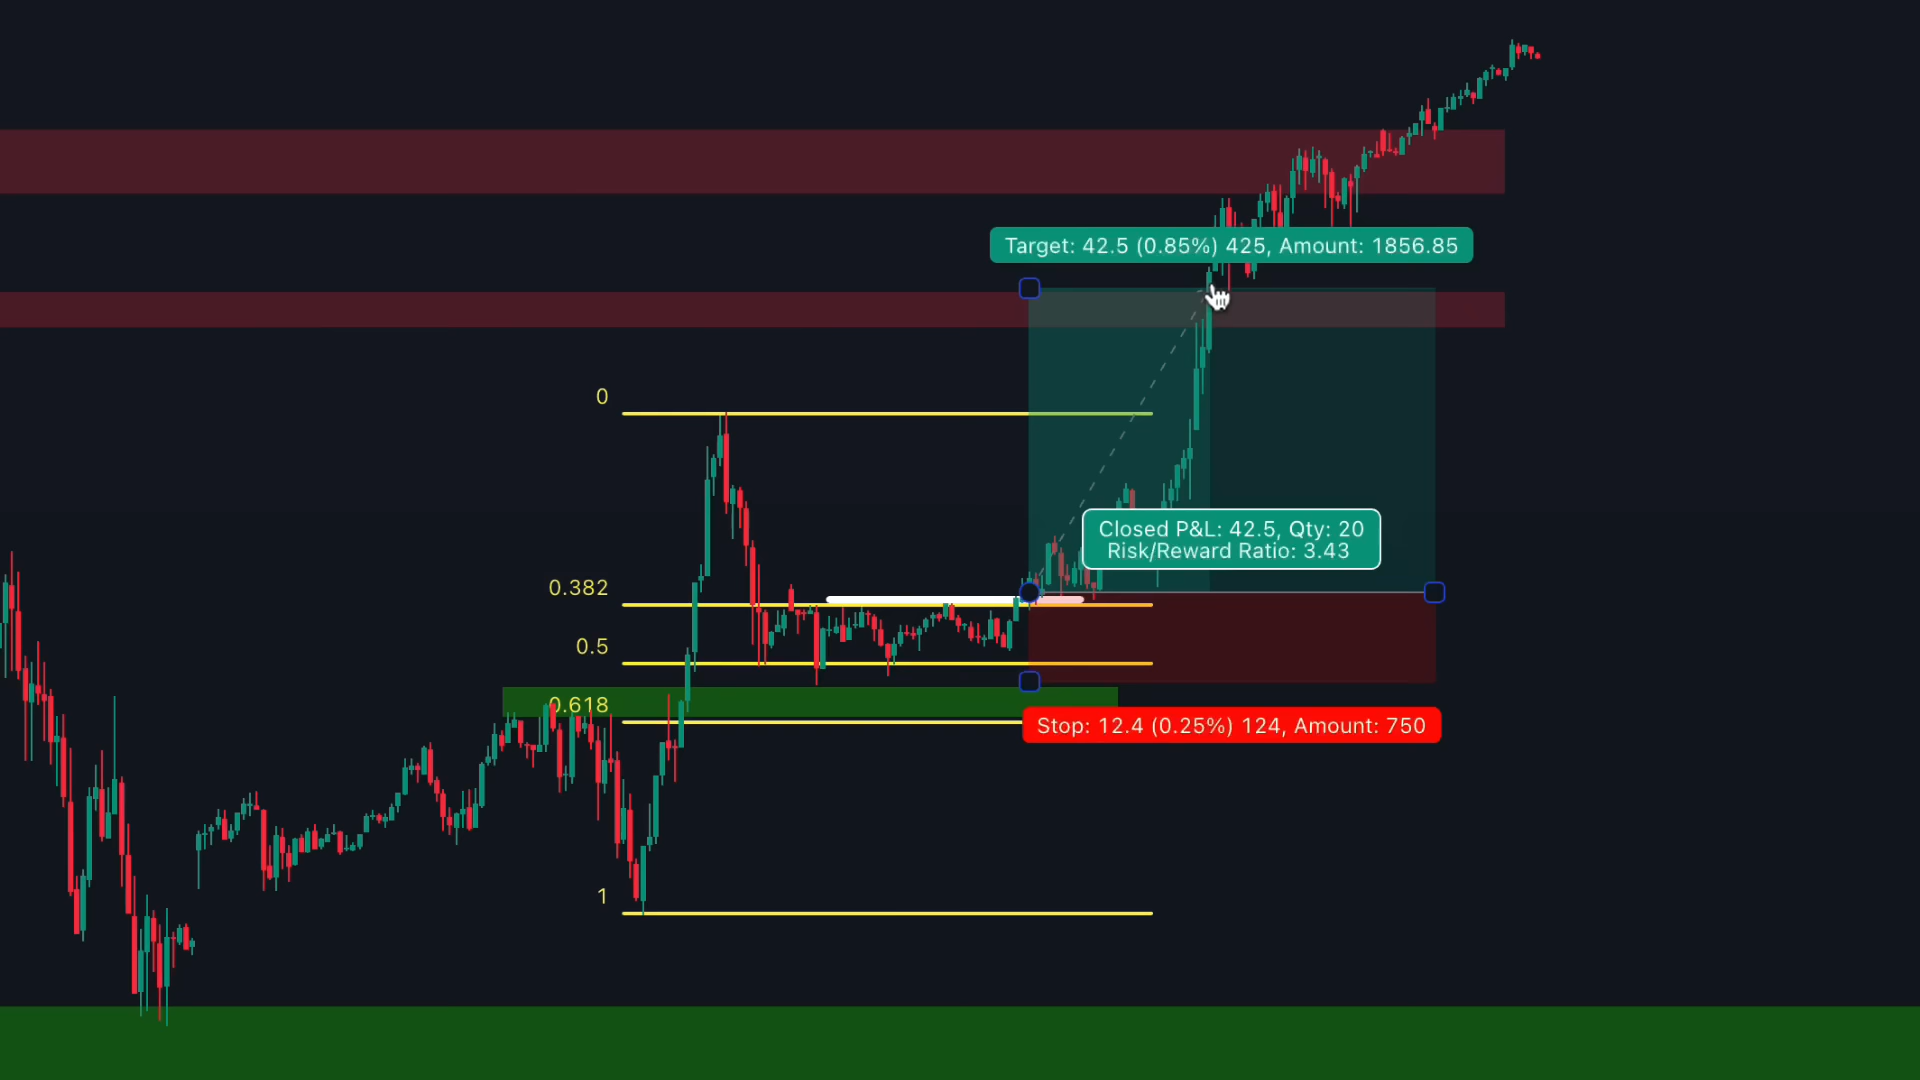 Target: 42.5 (0.85%) 425, Amount: 1856.85
0
Closed P&L: 42.5, Qty: 20
Risk/Reward Ratio: 3.43
0.382
0.5
0.618
Stop: 12.4 (0.25%) 124, Amount: 750
1